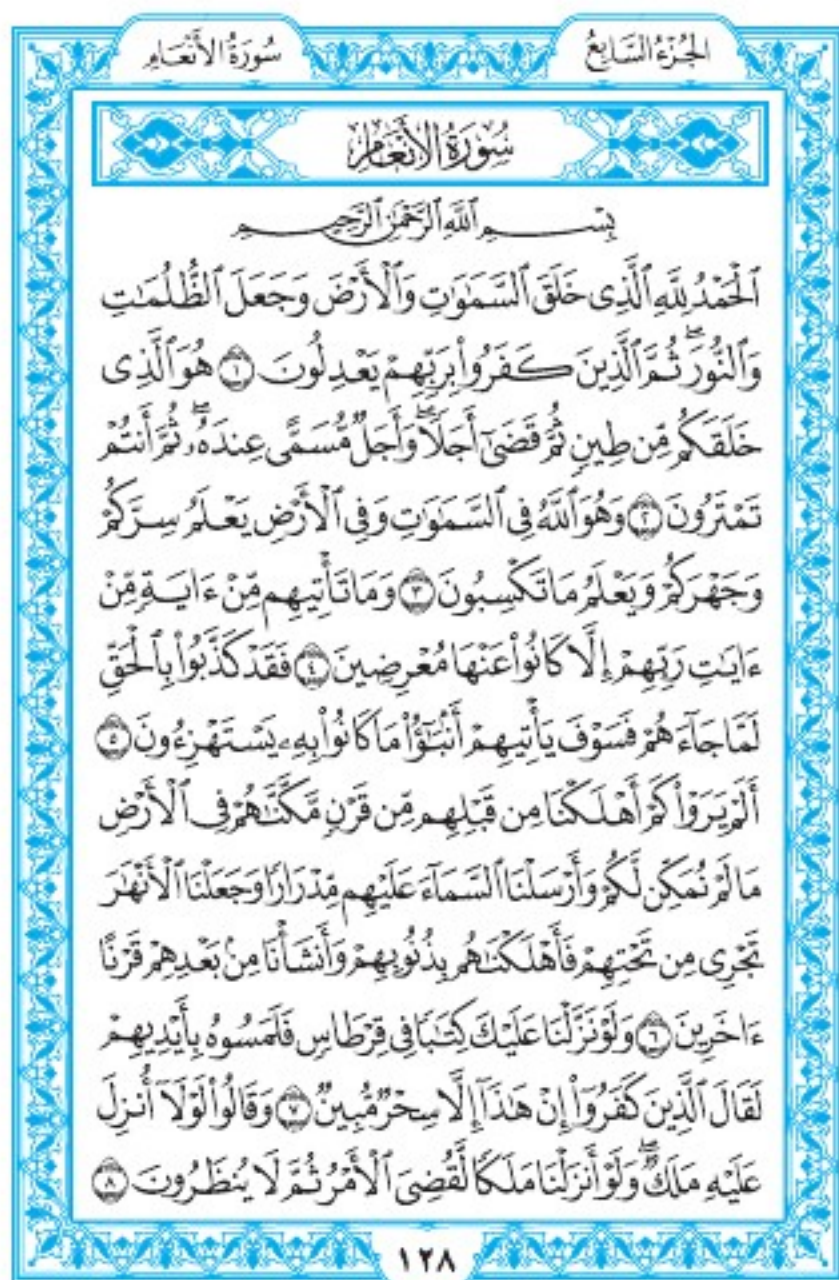 الجُزْءُ السَّابِعُ
سُورَةُ الأَنْعَامِ
سُورَةُ الأَنْعَامِ
بِسْمِ ٱللَّهِ ٱلرَّحْمَٰنِ ٱلرَّحِيمِ
ٱلْحَمْدُ لِلَّهِ ٱلَّذِى خَلَقَ ٱلسَّمَٰوَٰتِ وَٱلْأَرْضَ وَجَعَلَ ٱلظُّلُمَٰتِ
وَٱلنُّورَۖ ثُمَّ ٱلَّذِينَ كَفَرُوا۟ بِرَبِّهِمْ يَعْدِلُونَ ١ هُوَ ٱلَّذِى
خَلَقَكُم مِّن طِينٍ ثُمَّ قَضَىٰٓ أَجَلًاۖ وَأَجَلٌ مُّسَمًّى عِندَهُۥۖ ثُمَّ أَنتُمْ
تَمْتَرُونَ ٢ وَهُوَ ٱللَّهُ فِى ٱلسَّمَٰوَٰتِ وَفِى ٱلْأَرْضِ يَعْلَمُ سِرَّكُمْ
وَجَهْرَكُمْ وَيَعْلَمُ مَا تَكْسِبُونَ ٣ وَمَا تَأْتِيهِم مِّنْ ءَايَةٍ مِّنْ
ءَايَٰتِ رَبِّهِمْ إِلَّا كَانُوا۟ عَنْهَا مُعْرِضِينَ ٤ فَقَدْ كَذَّبُوا۟ بِٱلْحَقِّ
لَمَّا جَآءَهُمْ فَسَوْفَ يَأْتِيهِمْ أَنۢبَٰٓؤُا۟ مَا كَانُوا۟ بِهِۦ يَسْتَهْزِءُونَ ٥
أَلَمْ يَرَوْا۟ كَمْ أَهْلَكْنَا مِن قَبْلِهِم مِّن قَرْنٍ مَّكَّنَّٰهُمْ فِى ٱلْأَرْضِ
مَا لَمْ نُمَكِّن لَّكُمْ وَأَرْسَلْنَا ٱلسَّمَآءَ عَلَيْهِم مِّدْرَارًا وَجَعَلْنَا ٱلْأَنْهَٰرَ
تَجْرِى مِن تَحْتِهِمْ فَأَهْلَكْنَٰهُم بِذُنُوبِهِمْ وَأَنشَأْنَا مِنۢ بَعْدِهِمْ قَرْنًا
ءَاخَرِينَ ٦ وَلَوْ نَزَّلْنَا عَلَيْكَ كِتَٰبًا فِى قِرْطَاسٍ فَلَمَسُوهُ بِأَيْدِيهِمْ
لَقَالَ ٱلَّذِينَ كَفَرُوٓا۟ إِنْ هَٰذَآ إِلَّا سِحْرٌ مُّبِينٌ ٧ وَقَالُوا۟ لَوْلَآ أُنزِلَ
عَلَيْهِ مَلَكٌۖ وَلَوْ أَنزَلْنَا مَلَكًا لَّقُضِىَ ٱلْأَمْرُ ثُمَّ لَا يُنظَرُونَ ٨
١٢٨